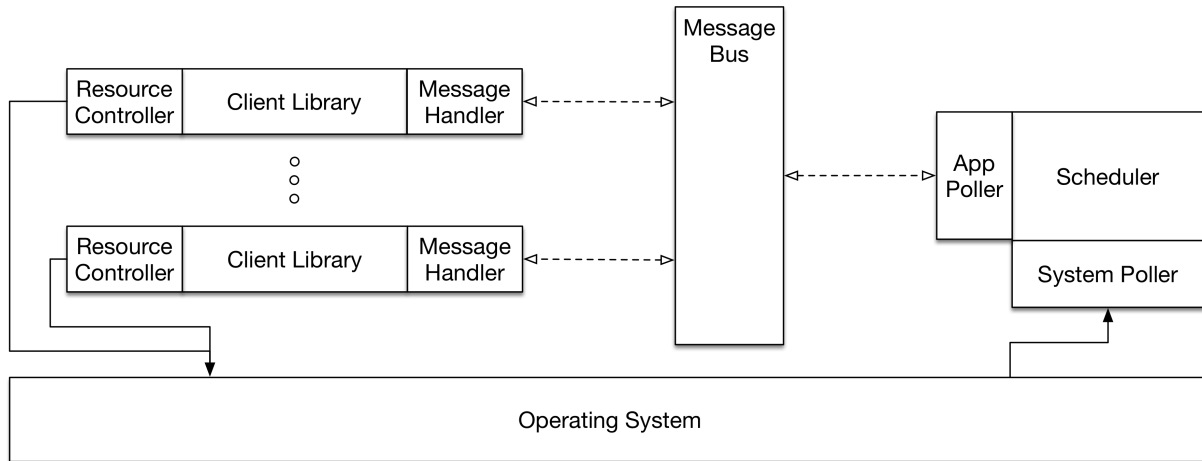 Message
Bus
Resource
Controller
Client Library
Message
Handler
App
Poller
Scheduler
Resource
Controller
Client Library
Message
Handler
System Poller
Operating System